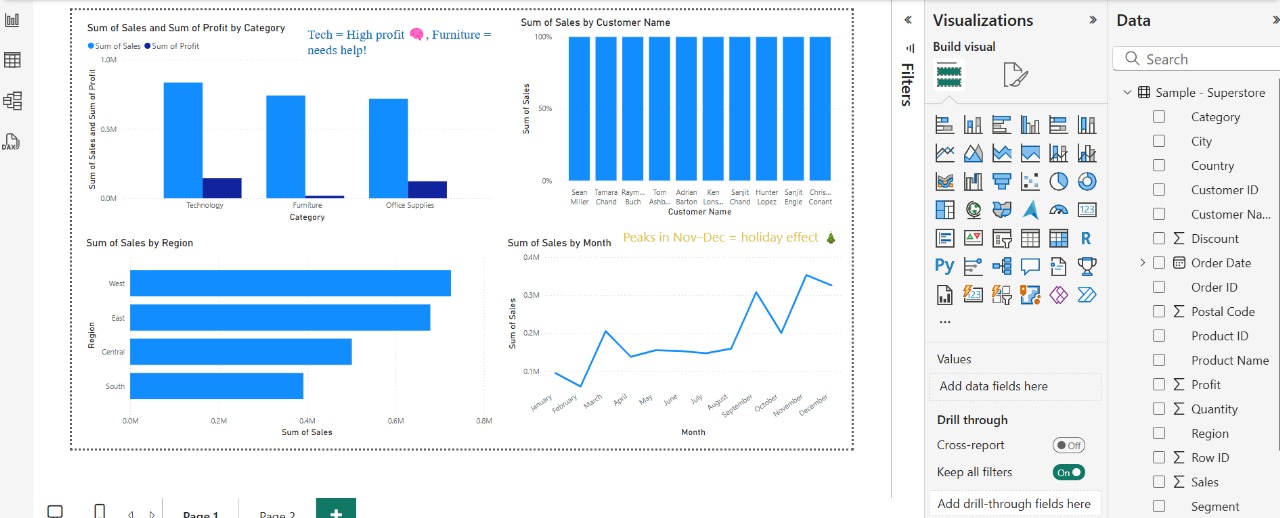 Sum of Sales and Sum of Profit by Category
Sum of Sales Sum of Profit
Tech = High profit 🧠, Furniture =
needs help!
Sum of Sales and Sum of Profit
1.0M
0.5M
0.0M
Technology Furniture Office Supplies
Category
Sum of Sales by Customer Name
Sum of Sales
100%
50%
0%
Sean Miller
Tamara Chand
Raym... Buch
Tom Ashb...
Adrian Barton
Ken Lons...
Sanjit Chand
Hunter Lopez
Sanjit Engle
Chris... Conant
Customer Name
Sum of Sales by Region
Region
West
East
Central
South
0.0M 0.2M 0.4M 0.6M 0.8M
Sum of Sales
Sum of Sales by Month
Peaks in Nov–Dec = holiday effect 🎄
Sum of Sales
0.4M
0.3M
0.2M
0.1M
January February March April May June July August September October November December
Month
DAX
Page 1
Page 2
+
Filters
Visualizations
Build visual
123
R
Py
123
...
Values
Add data fields here
Drill through
Cross-report
Off
Keep all filters
On
Add drill-through fields here
Data
Search
Sample - Superstore
Category
City
Country
Customer ID
Customer Na...
Discount
Order Date
Order ID
Postal Code
Product ID
Product Name
Profit
Quantity
Region
Row ID
Sales
Segment